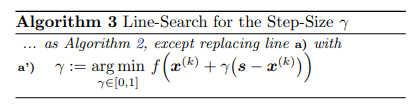 Algorithm 3 Line-Search for the Step-Size γ
... as Algorithm 2, except replacing line a) with
a') γ := arg min f(x^(k) + γ(s − x^(k)))
γ∈[0,1]